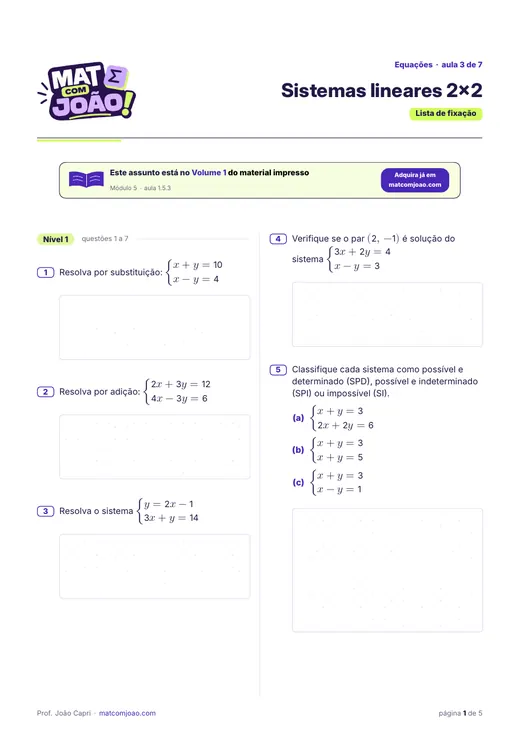 MAT
COM
JOÃO!
Σ
Equações · aula 3 de 7
Sistemas lineares 2×2
Lista de fixação
Este assunto está no Volume 1 do material impresso
Módulo 5 · aula 1.5.3
Adquira já em
matcomjoao.com
Nível 1 questões 1 a 7
1 Resolva por substituição: { x + y = 10
x − y = 4
2 Resolva por adição: { 2x + 3y = 12
4x − 3y = 6
3 Resolva o sistema { y = 2x − 1
3x + y = 14
4 Verifique se o par (2, −1) é solução do
sistema { 3x + 2y = 4
x − y = 3
5 Classifique cada sistema como possível e
determinado (SPD), possível e indeterminado
(SPI) ou impossível (SI).
(a) { x + y = 3
2x + 2y = 6
(b) { x + y = 3
x + y = 5
(c) { x + y = 3
x − y = 1
Prof. João Capri · matcomjoao.com
página 1 de 5